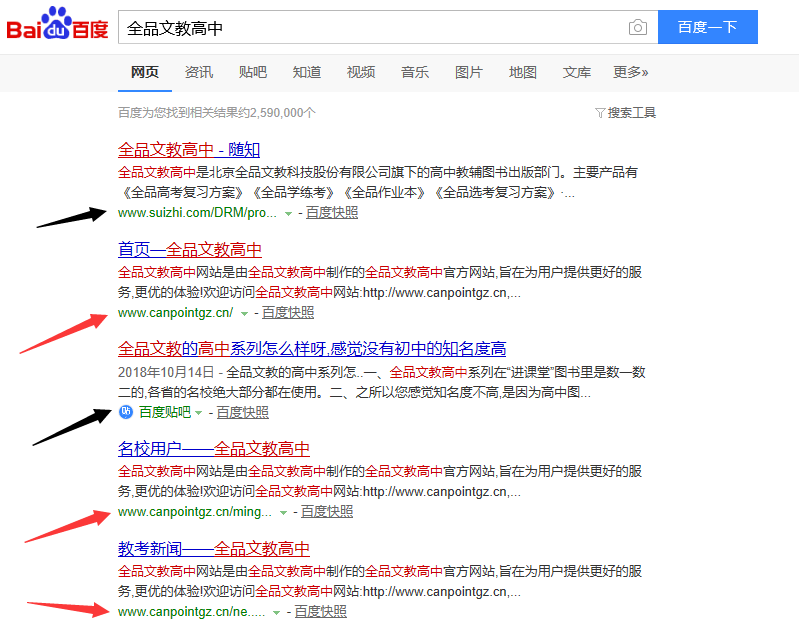 Bai du 百度
全品文教高中
百度一下
网页 资讯 贴吧 知道 视频 音乐 图片 地图 文库 更多»
百度为您找到相关结果约2,590,000个 搜索工具
全品文教高中 - 随知
全品文教高中是北京全品文教科技股份有限公司旗下的高中教辅图书出版部门。主要产品有
《全品高考复习方案》《全品学练考》《全品作业本》《全品选考复习方案》·...
www.suizhi.com/DRM/pro... - 百度快照
首页—全品文教高中
全品文教高中网站是由全品文教高中制作的全品文教高中官方网站,旨在为用户提供更好的服
务,更优的体验!欢迎访问全品文教高中网站:http://www.canpointgz.cn,...
www.canpointgz.cn/ - 百度快照
全品文教的高中系列怎么样呀,感觉没有初中的知名度高
2018年10月14日 - 全品文教的高中系列怎..一、全品文教高中系列在“进课堂”图书里是数一数
二的,各省的名校绝大部分都在使用。二、之所以您感觉知名度不高,是因为高中图...
贴 百度贴吧 - 百度快照
名校用户——全品文教高中
全品文教高中网站是由全品文教高中制作的全品文教高中官方网站,旨在为用户提供更好的服
务,更优的体验!欢迎访问全品文教高中网站:http://www.canpointgz.cn,...
www.canpointgz.cn/ming... - 百度快照
教考新闻——全品文教高中
全品文教高中网站是由全品文教高中制作的全品文教高中官方网站,旨在为用户提供更好的服
务,更优的体验!欢迎访问全品文教高中网站:http://www.canpointgz.cn,...
www.canpointgz.cn/ne..... - 百度快照